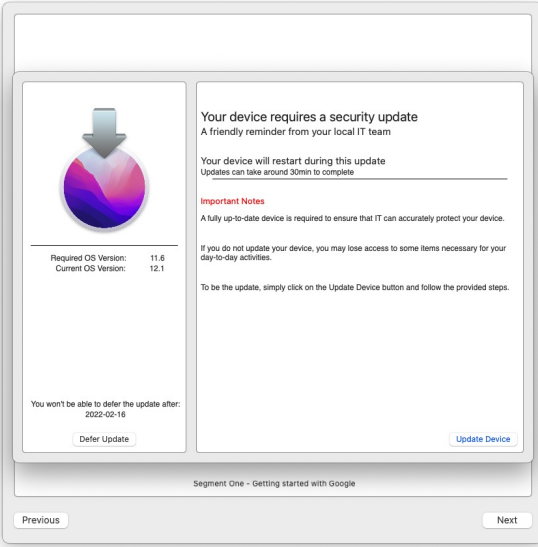 Your device requires a security update
A friendly reminder from your local IT team
Your device will restart during this update
Updates can take around 30min to complete
Important Notes
A fully up-to-date device is required to ensure that IT can accurately protect your device.
If you do not update your device, you may lose access to some items necessary for your
day-to-day activities.
To be the update, simply click on the Update Device button and follow the provided steps.
Required OS Version: 11.6
Current OS Version: 12.1
You won't be able to defer the update after:
2022-02-16
Defer Update
Update Device
Segment One - Getting started with Google
Previous
Next